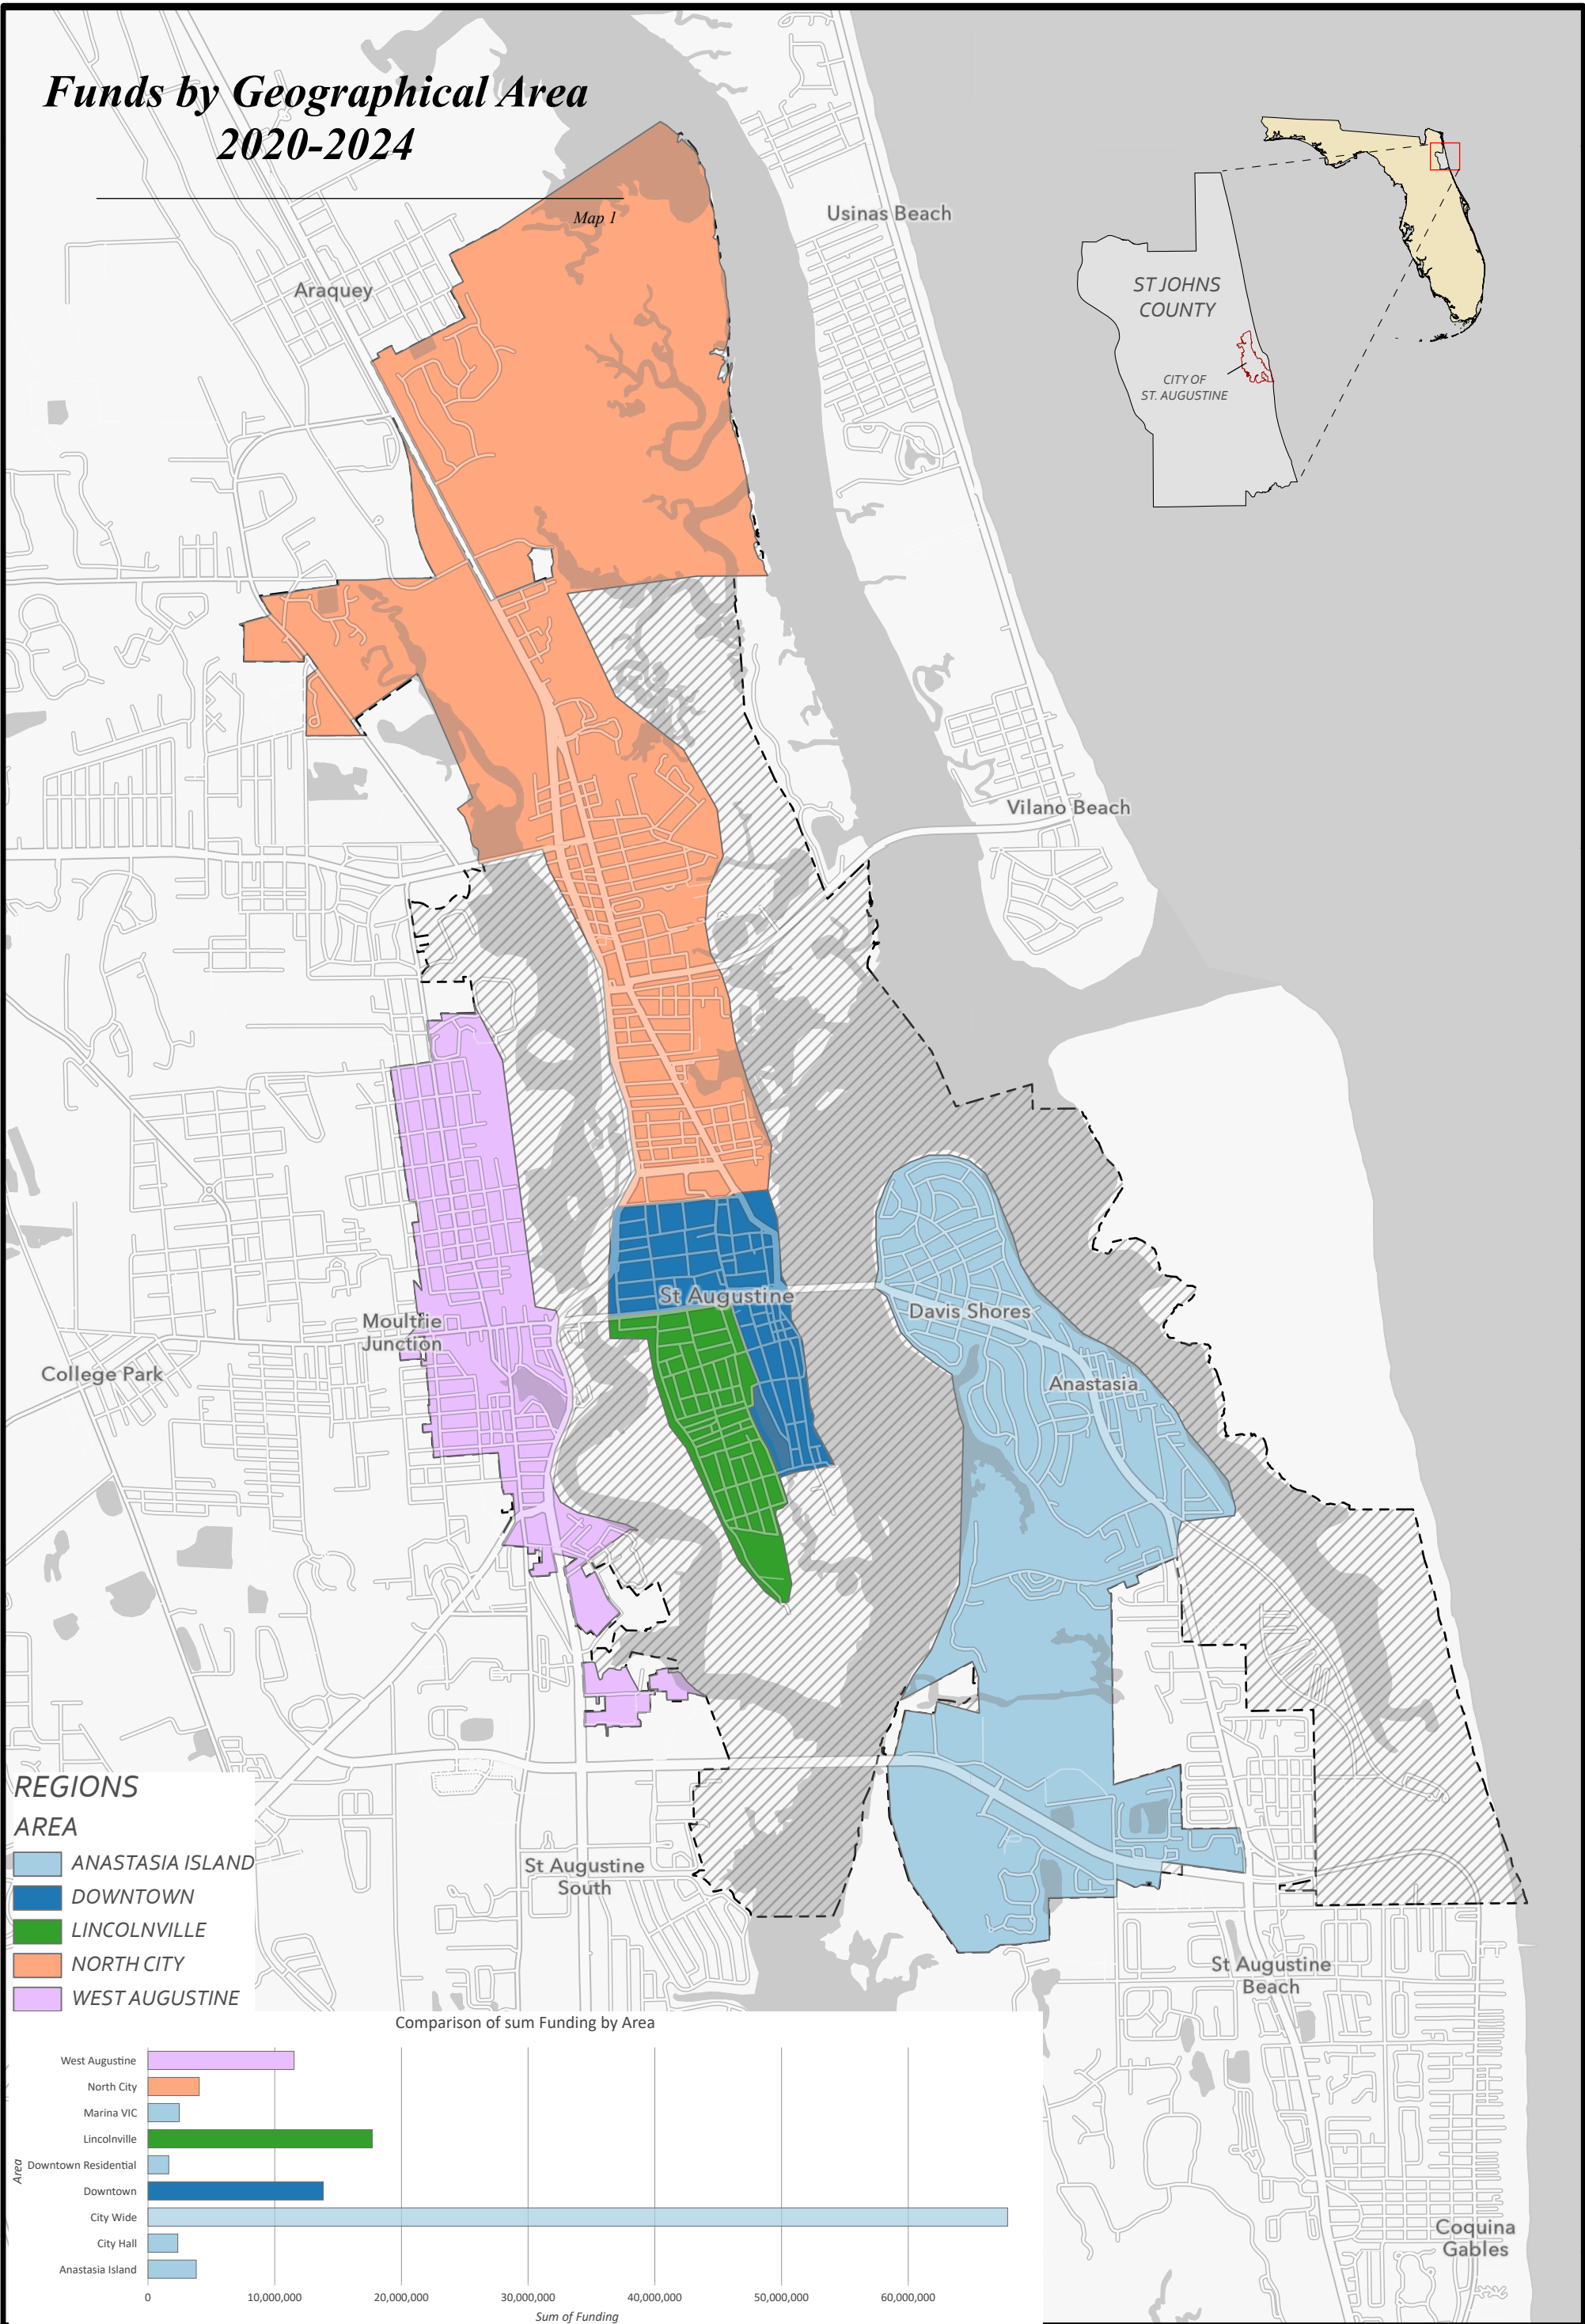 Funds by Geographical Area
2020-2024
Map 1
Usinas Beach
Araquey
ST JOHNS
COUNTY
CITY OF
ST. AUGUSTINE
Vilano Beach
St Augustine
Davis Shores
Moultrie
Junction
College Park
Anastasia
REGIONS
AREA
ANASTASIA ISLAND
DOWNTOWN
LINCOLNVILLE
NORTH CITY
WEST AUGUSTINE
St Augustine
South
St Augustine
Beach
Coquina
Gables
Comparison of sum Funding by Area
West Augustine
North City
Marina VIC
Lincolnville
Downtown Residential
Downtown
City Wide
City Hall
Anastasia Island
Area
0 10,000,000 20,000,000 30,000,000 40,000,000 50,000,000 60,000,000
Sum of Funding